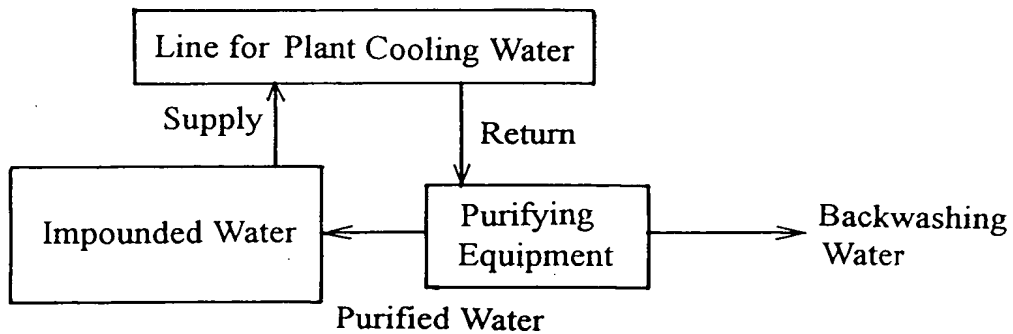 Line for Plant Cooling Water
Supply
Return
Impounded Water
Purifying
Equipment
Backwashing
Water
Purified Water